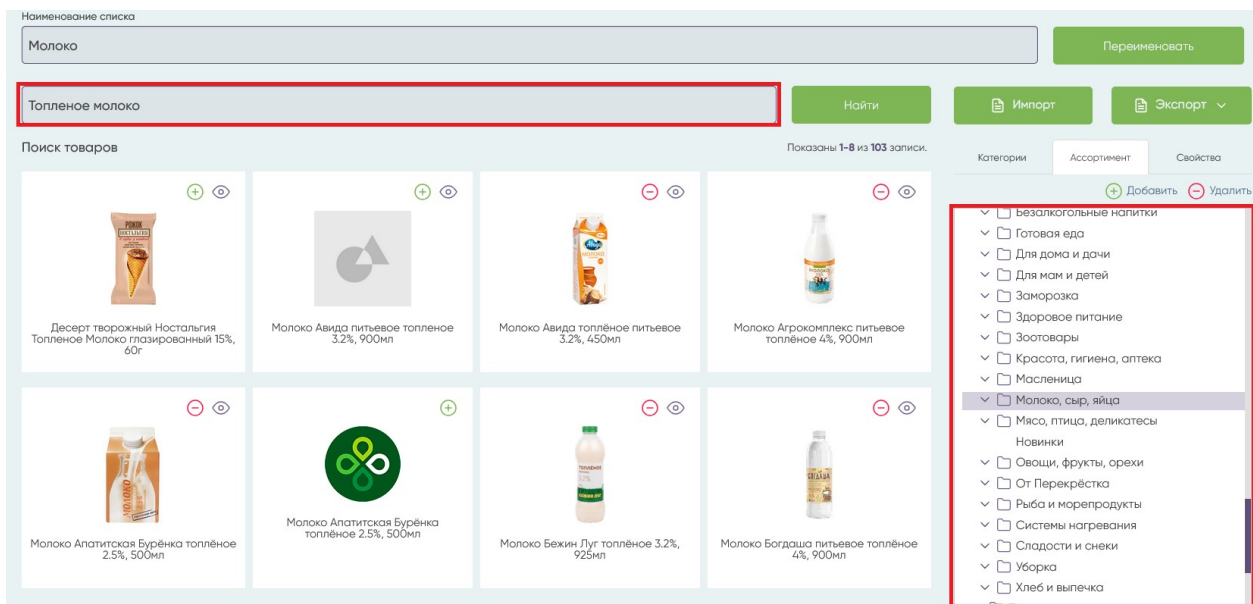 Наименование списка
Молоко
Переименовать
Топленое молоко
Найти
Импорт
Экспорт
Поиск товаров
Показаны 1-8 из 103 записи.
Категории
Ассортимент
Свойства
Добавить
Удалить
Десерт творожный Ностальгия
Топленое Молоко глазированный 15%,
60г
Молоко Авида питьевое топленое
3.2%, 900мл
Молоко Авида топлёное питьевое
3.2%, 450мл
Молоко Агрокомплекс питьевое
топлёное 4%, 900мл
Молоко Апатитская Бурёнка топлёное
2.5%, 500мл
Молоко Апатитская Бурёнка
топлёное 2.5%, 500мл
Молоко Бежин Луг топлёное 3.2%,
925мл
Молоко Богдаша питьевое топлёное
4%, 900мл
Безалкогольные напитки
Готовая еда
Для дома и дачи
Для мам и детей
Заморозка
Здоровое питание
Зоотовары
Красота, гигиена, аптека
Масленица
Молоко, сыр, яйца
Мясо, птица, деликатесы
Новинки
Овощи, фрукты, орехи
От Перекрёстка
Рыба и морепродукты
Системы нагревания
Сладости и снеки
Уборка
Хлеб и выпечка